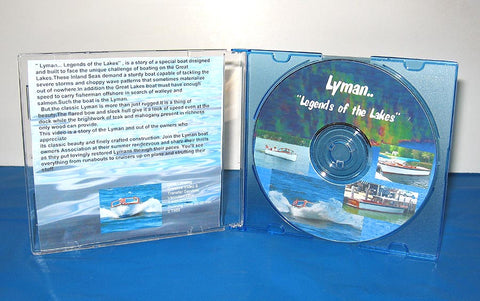 " Lyman... Legends of the Lakes" , is a story of a special boat designed
and built to face the unique challenge of boating on the Great
Lakes.These Inland Seas demand a sturdy boat capable of tackling the
severe storms and choppy wave patterns that sometimes materialize
out of nowhere.In addition the Great Lakes boat must have enough
speed to carry fisherman offshore in search of walleye and
salmon.Such the boat is the Lyman.
But the classic Lyman is more than just rugged.It is a thing of
beauty.The flared bow and sleek hull give it a look of speed even at the
dock while the brightwork of teak and mahogany present in richness
only wood can provide.
This video is a story of the Lyman and out of the owners who
appreciate
its classic beauty and finely crafted construction. Join the Lyman boat
owners Association at their summer rendezvous and share their thrills
as they put lovingly restored Lymans through their paces. You'll see
everything from runabouts to cruisers up on plane and strutting their
stuff.
Lyman..
"Legends of the Lakes"